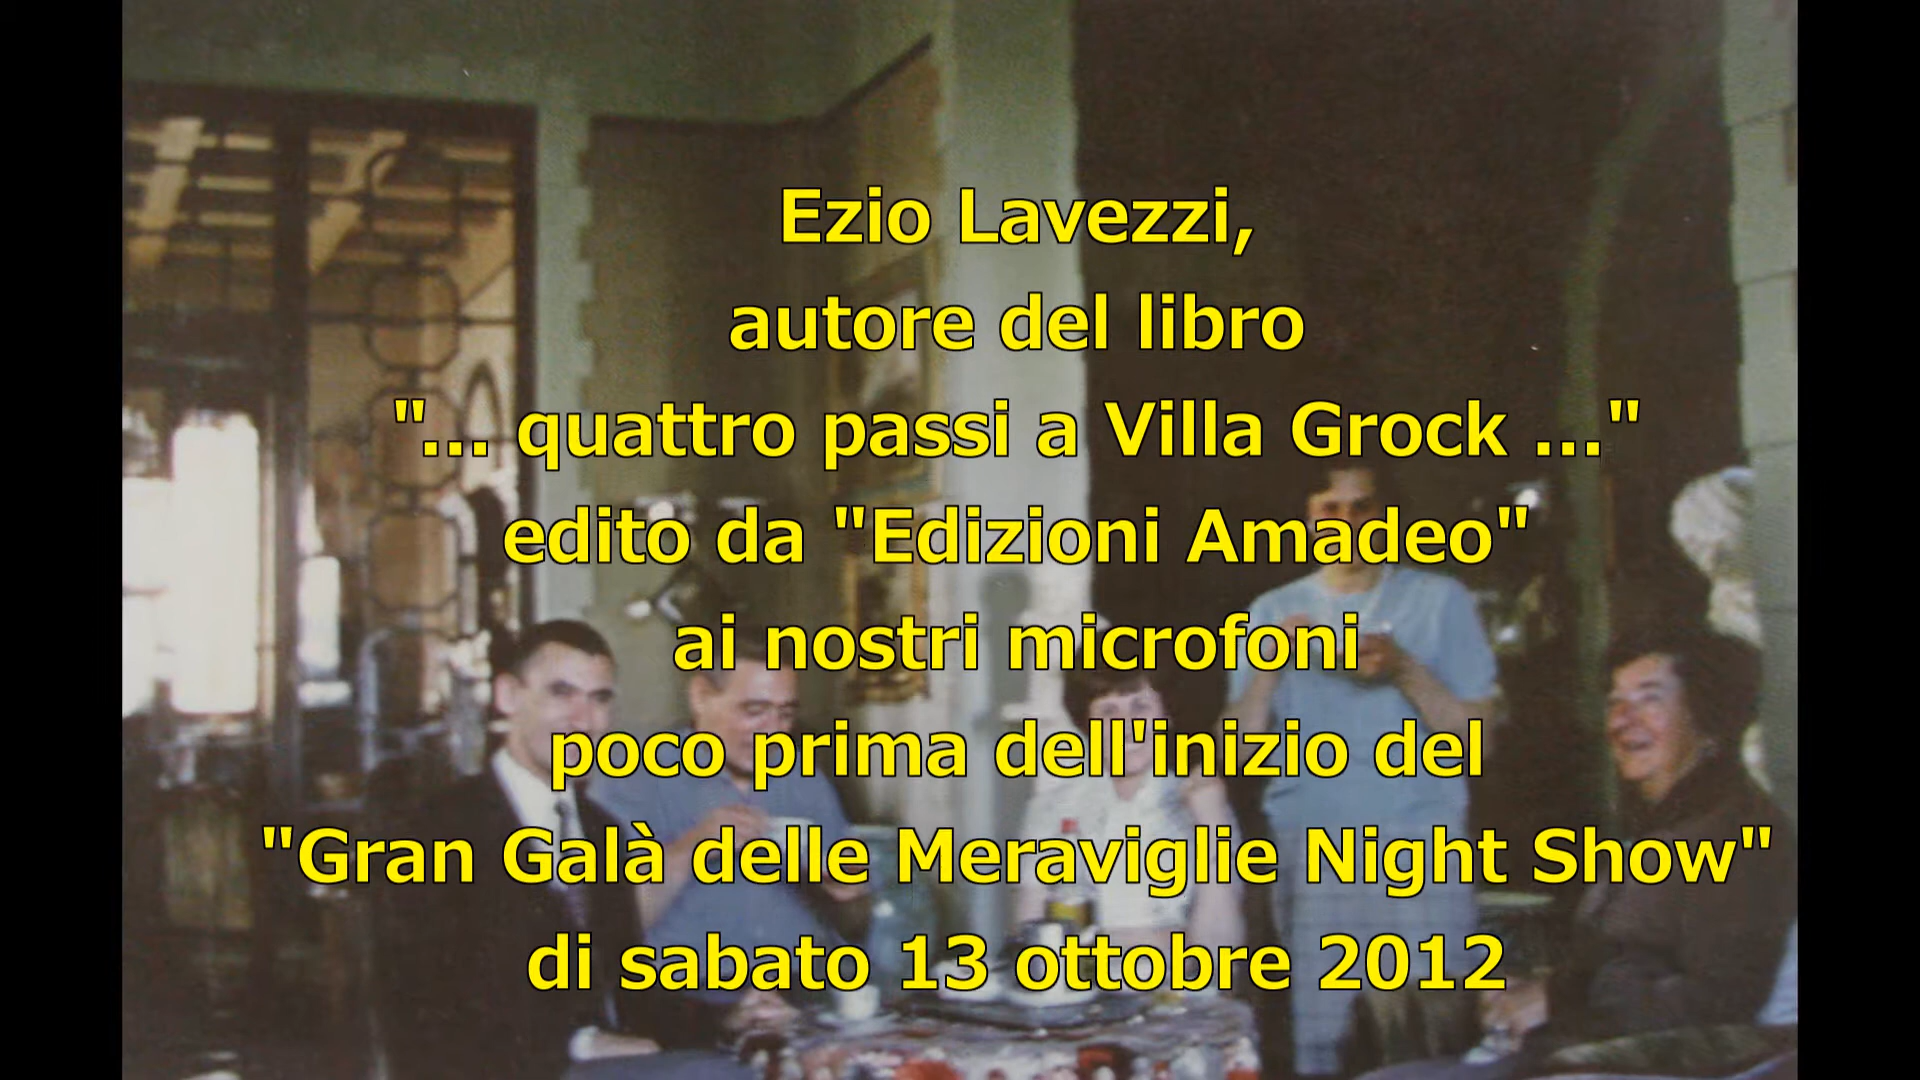 Ezio Lavezzi,
autore del libro
"... quattro passi a Villa Grock ..."
edito da "Edizioni Amadeo"
ai nostri microfoni
poco prima dell'inizio del
"Gran Galà delle Meraviglie Night Show"
di sabato 13 ottobre 2012